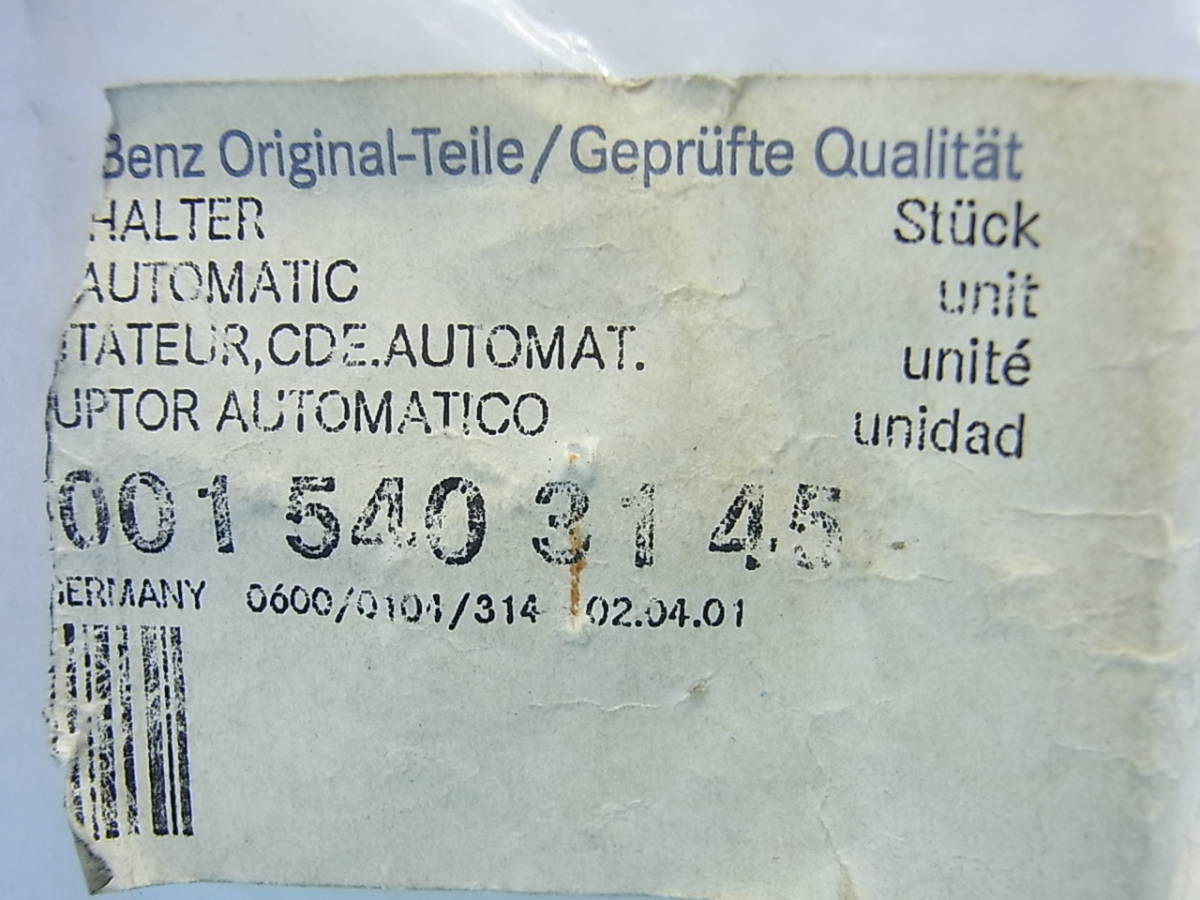 Benz Original-Teile/Geprüfte Qualität
HALTER Stück
AUTOMATIC unit
TATEUR,CDE.AUTOMAT. unité
UPTOR AUTOMATICO unidad
001 540 31 45
GERMANY 0600/0104/314 02.04.01